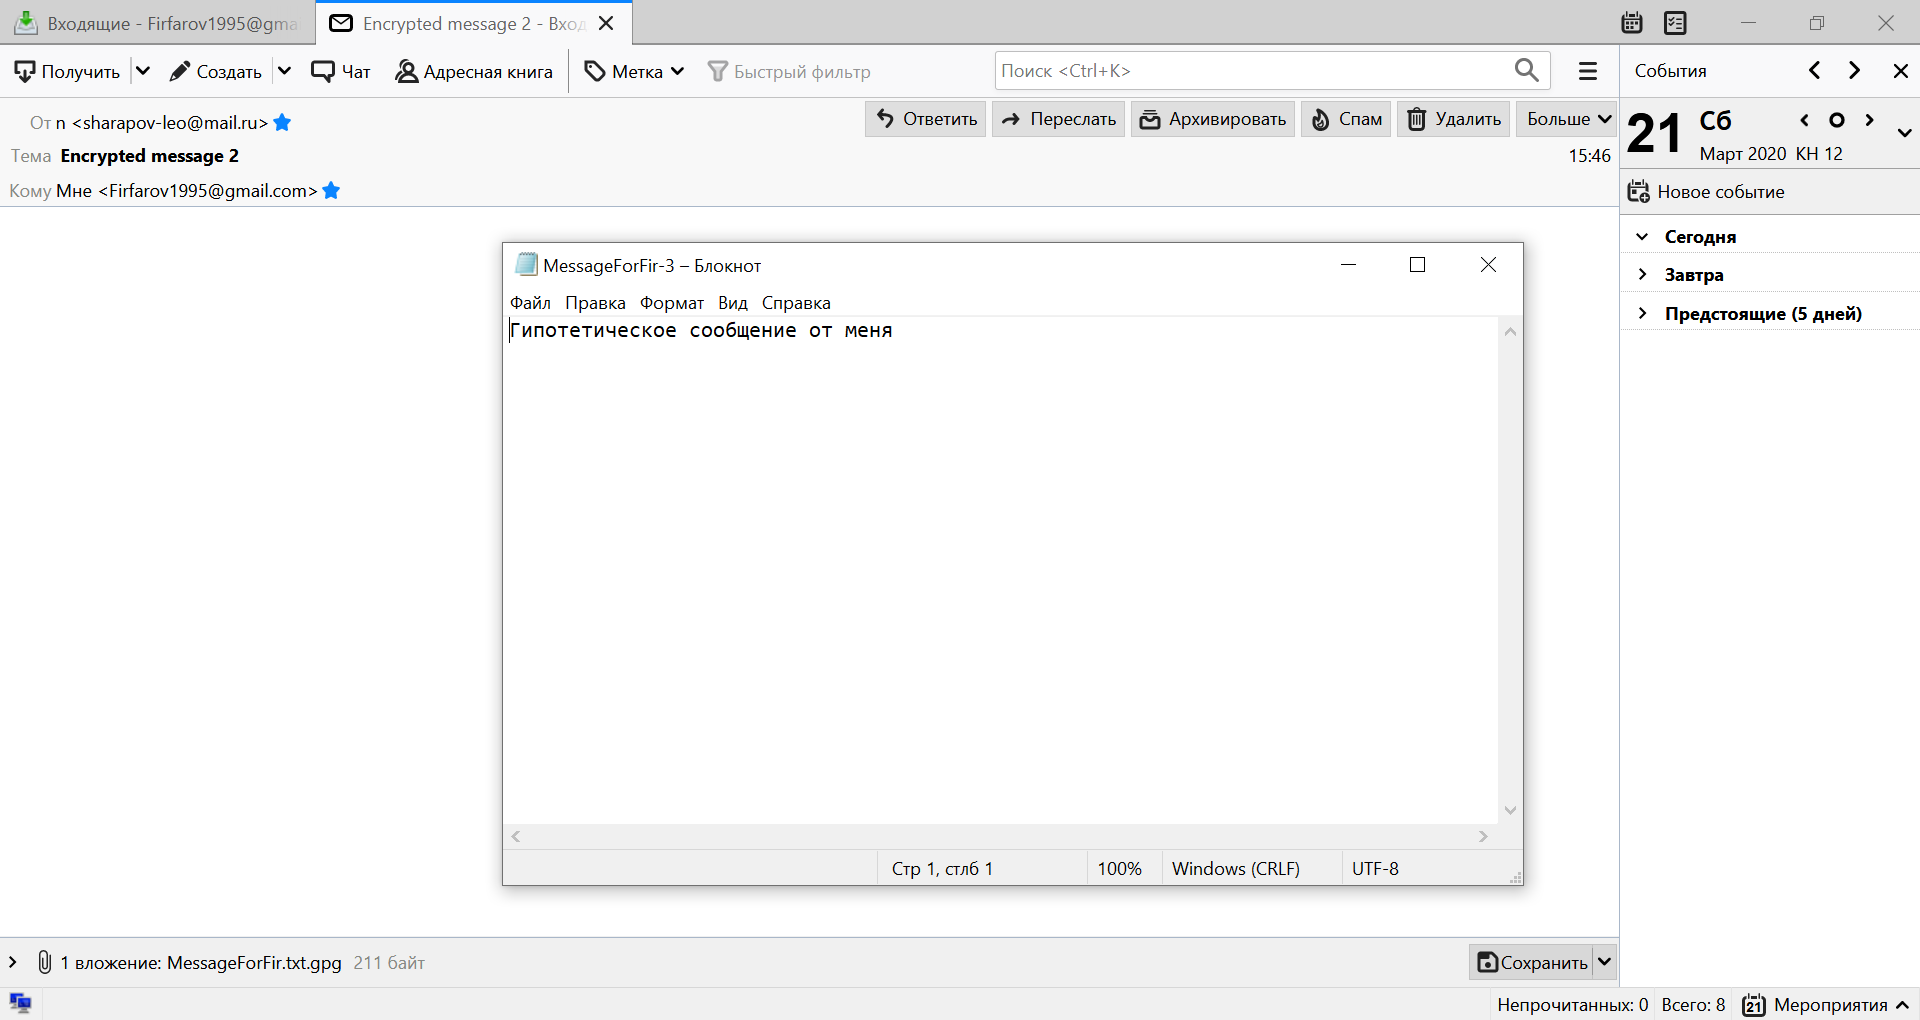 Входящие - Firfarov1995@gma
Encrypted message 2 - Вход
Получить
Создать
Чат
Адресная книга
Метка
Быстрый фильтр
Поиск <Ctrl+K>
События
От n <sharapov-leo@mail.ru>
Ответить
Переслать
Архивировать
Спам
Удалить
Больше
Тема Encrypted message 2
15:46
Кому Мне <Firfarov1995@gmail.com>
21
Сб
Март 2020 КН 12
Новое событие
Сегодня
Завтра
Предстоящие (5 дней)
MessageForFir-3 – Блокнот
Файл Правка Формат Вид Справка
Гипотетическое сообщение от меня
Стр 1, стлб 1
100%
Windows (CRLF)
UTF-8
1 вложение: MessageForFir.txt.gpg 211 байт
Сохранить
Непрочитанных: 0
Всего: 8
21
Мероприятия